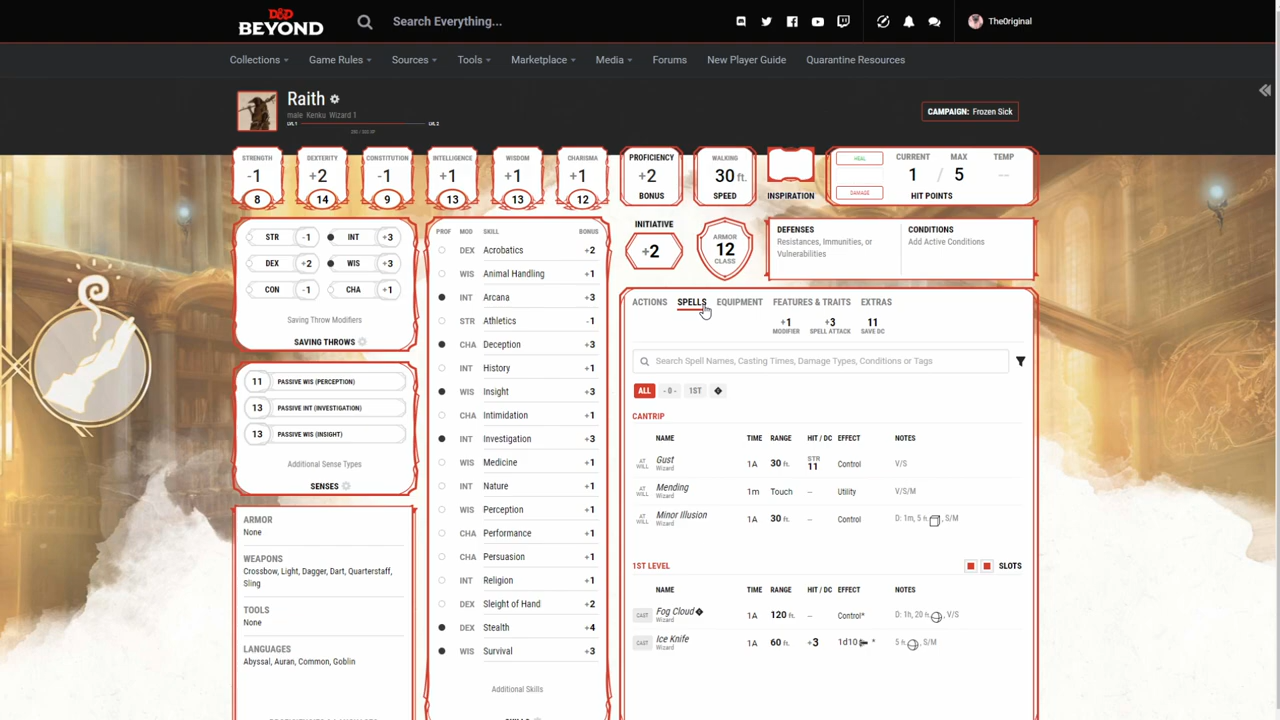 D&D
BEYOND
Search Everything...
The0riginal
Collections
Game Rules
Sources
Tools
Marketplace
Media
Forums
New Player Guide
Quarantine Resources
Raith
male Kenku Wizard 1
LVL 1
LVL 2
CAMPAIGN: Frozen Sick
STRENGTH
-1
8
DEXTERITY
+2
14
CONSTITUTION
-1
9
INTELLIGENCE
+1
13
WISDOM
+1
13
CHARISMA
+1
12
PROFICIENCY
+2
BONUS
WALKING
30 ft.
SPEED
INSPIRATION
HEAL
DAMAGE
CURRENT MAX TEMP
1 / 5 --
HIT POINTS
STR -1 INT +3
DEX +2 WIS +3
CON -1 CHA +1
Saving Throw Modifiers
SAVING THROWS
11 PASSIVE WIS (PERCEPTION)
13 PASSIVE INT (INVESTIGATION)
13 PASSIVE WIS (INSIGHT)
Additional Sense Types
SENSES
ARMOR
None
WEAPONS
Crossbow, Light, Dagger, Dart, Quarterstaff,
Sling
TOOLS
None
LANGUAGES
Abyssal, Auran, Common, Goblin
PROF MOD SKILL BONUS
DEX Acrobatics +2
WIS Animal Handling +1
INT Arcana +3
STR Athletics -1
CHA Deception +3
INT History +1
WIS Insight +3
CHA Intimidation +1
INT Investigation +3
WIS Medicine +1
INT Nature +1
WIS Perception +1
CHA Performance +1
CHA Persuasion +1
INT Religion +1
DEX Sleight of Hand +2
DEX Stealth +4
WIS Survival +3
Additional Skills
INITIATIVE
+2
ARMOR
12
CLASS
DEFENSES
Resistances, Immunities, or
Vulnerabilities
CONDITIONS
Add Active Conditions
ACTIONS SPELLS EQUIPMENT FEATURES & TRAITS EXTRAS
+1 +3 11
MODIFIER SPELL ATTACK SAVE DC
Search Spell Names, Casting Times, Damage Types, Conditions or Tags
ALL - 0 - 1ST
CANTRIP
NAME TIME RANGE HIT / DC EFFECT NOTES
AT WILL Gust Wizard 1A 30 ft. STR 11 Control V/S
AT WILL Mending Wizard 1m Touch -- Utility V/S/M
AT WILL Minor Illusion Wizard 1A 30 ft. -- Control D: 1m, 5 ft. , S/M
1ST LEVEL SLOTS
NAME TIME RANGE HIT / DC EFFECT NOTES
CAST Fog Cloud Wizard 1A 120 ft. -- Control* D: 1h, 20 ft. , V/S
CAST Ice Knife Wizard 1A 60 ft. +3 1d10 * 5 ft. , S/M